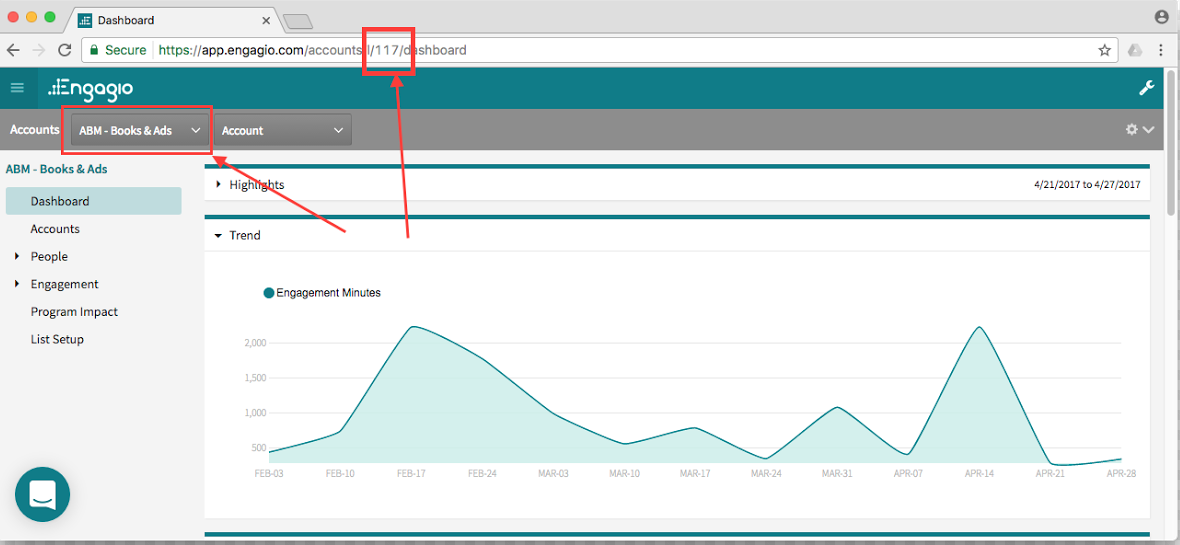 Dashboard
Secure https://app.engagio.com/accounts/l/117/dashboard
Engagio
Accounts ABM - Books & Ads Account
ABM - Books & Ads
Dashboard
Accounts
People
Engagement
Program Impact
List Setup
Highlights 4/21/2017 to 4/27/2017
Trend
Engagement Minutes
2,000
1,500
1,000
500
FEB-03 FEB-10 FEB-17 FEB-24 MAR-03 MAR-10 MAR-17 MAR-24 MAR-31 APR-07 APR-14 APR-21 APR-28